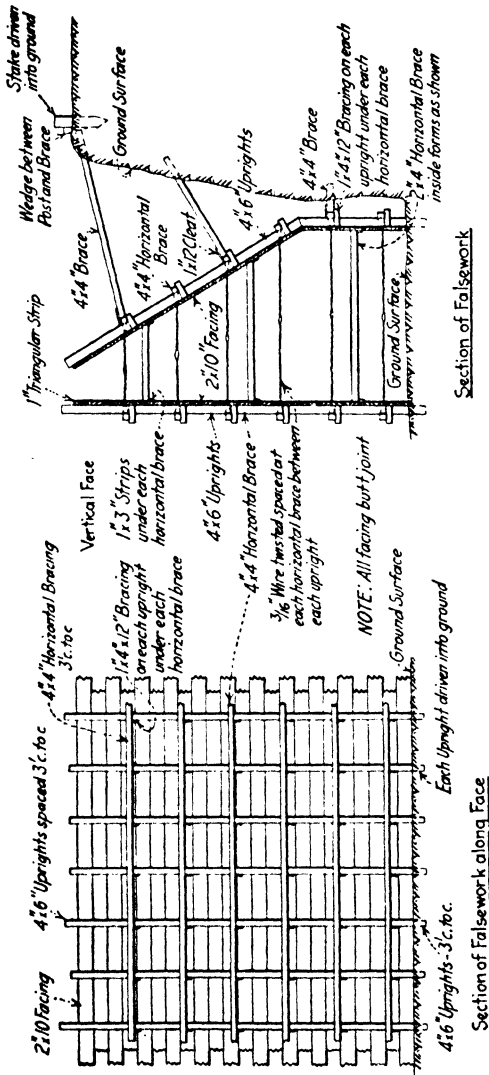 2"x10" Facing
4"x6" Uprights spaced 3'c. to c
4"x4" Horizontal Bracing
3'c. to c
1"x4"x12" Bracing
on each upright
under each
horizontal brace
4"x6" Uprights - 3'c. to c.
Each Upright driven into ground
Ground Surface
Section of Falsework along Face
Vertical Face
1"x3" Strips
under each
horizontal brace
4"x6" Uprights
4"x4" Horizontal Brace
3/16" Wire twisted spaced at
each horizontal brace between
each upright
NOTE: All facing butt joint
1" Triangular Strip
4"x4" Brace
4"x4" Horizontal
Brace
1"x12" Cleat
2"x10" Facing
4"x6" Uprights
Wedge between
Post and Brace
Stake driven
into ground
Ground Surface
4"x4" Brace
1"x4"x12" Bracing on each
upright under each
horizontal brace
2"x4" Horizontal Brace
inside forms as shown
Ground Surface
Section of Falsework